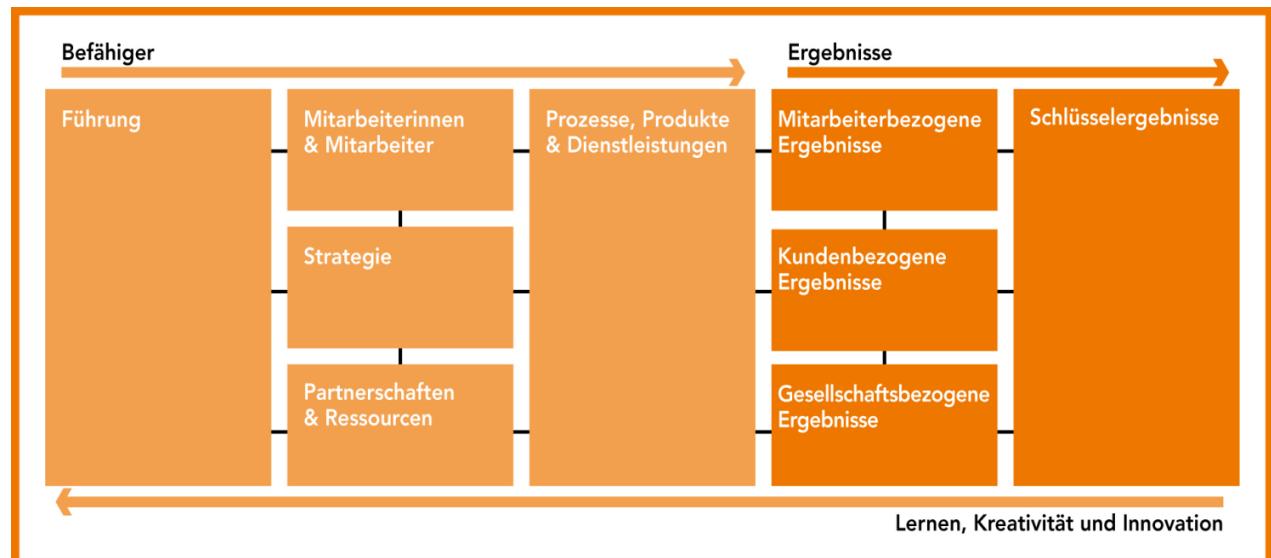 Befähiger
Ergebnisse
Führung
Mitarbeiterinnen
& Mitarbeiter
Prozesse, Produkte
& Dienstleistungen
Mitarbeiterbezogene
Ergebnisse
Schlüsselergebnisse
Strategie
Kundenbezogene
Ergebnisse
Partnerschaften
& Ressourcen
Gesellschaftsbezogene
Ergebnisse
Lernen, Kreativität und Innovation